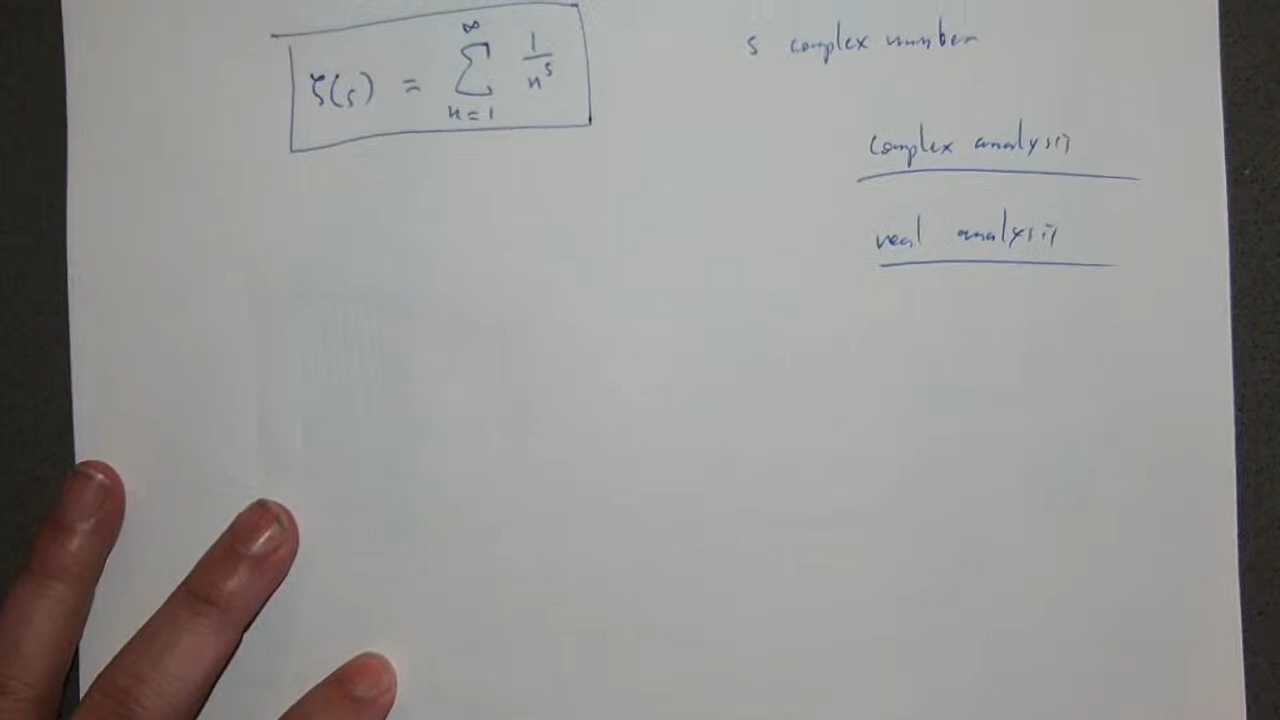 ζ(s) = ∞ ∑ n=1 1/n^s
s complex number
complex analysis
real analysis